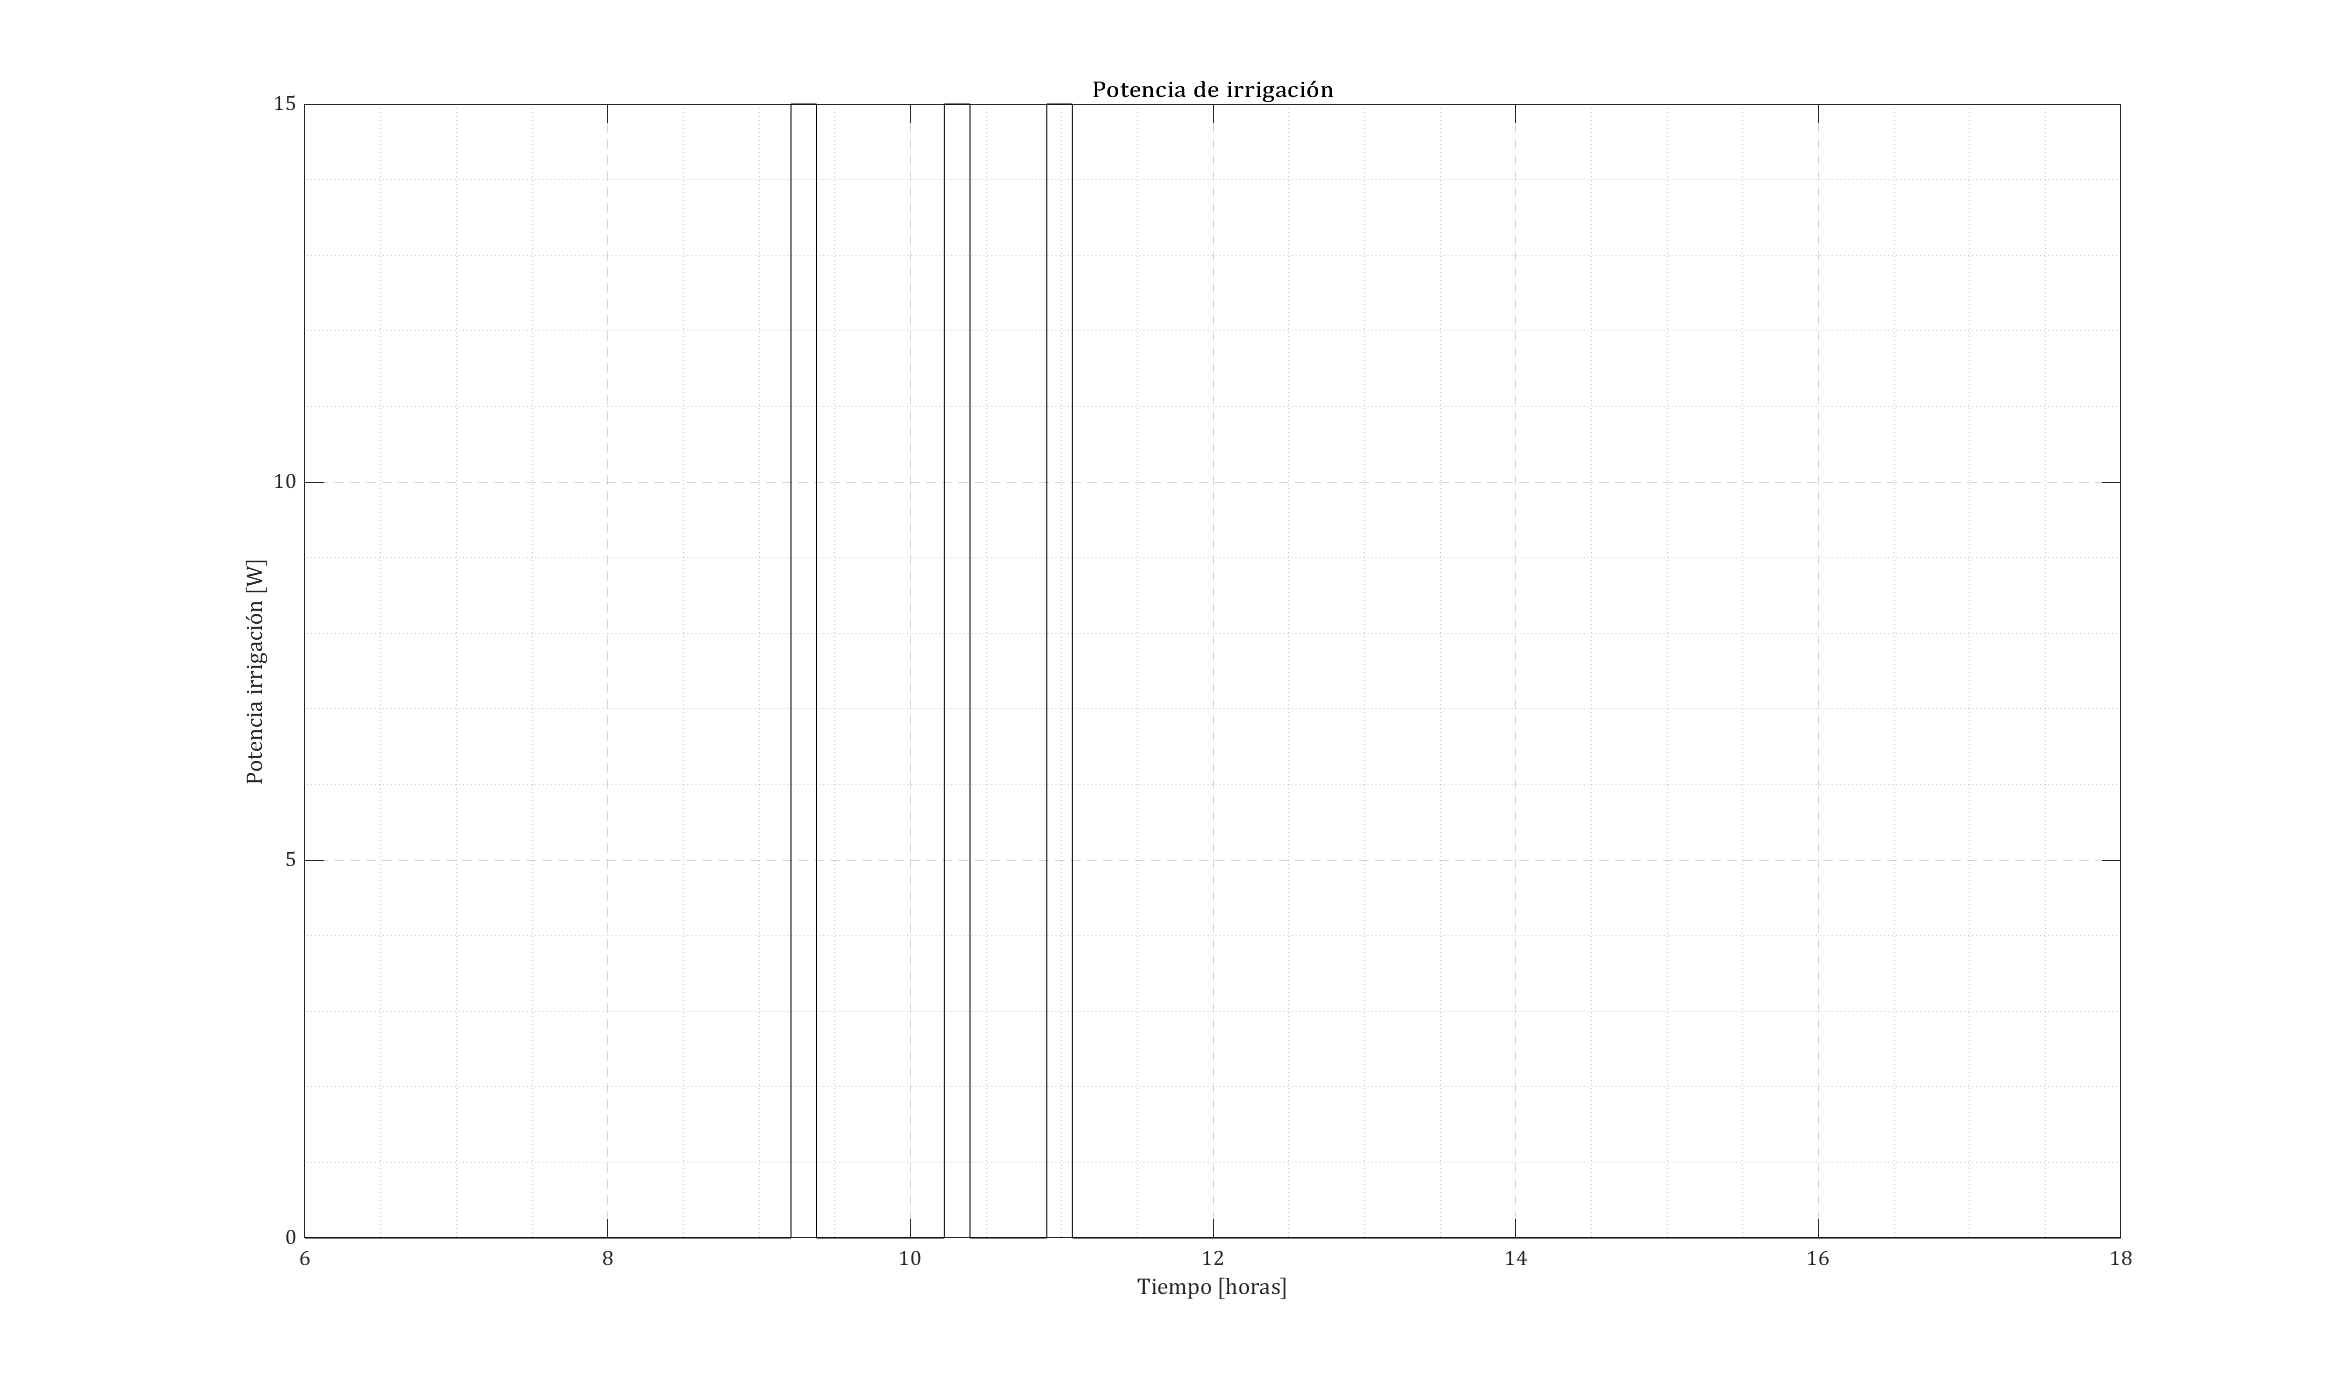 Potencia de irrigación
15
10
5
0
Potencia irrigación [W]
6 8 10 12 14 16 18
Tiempo [horas]